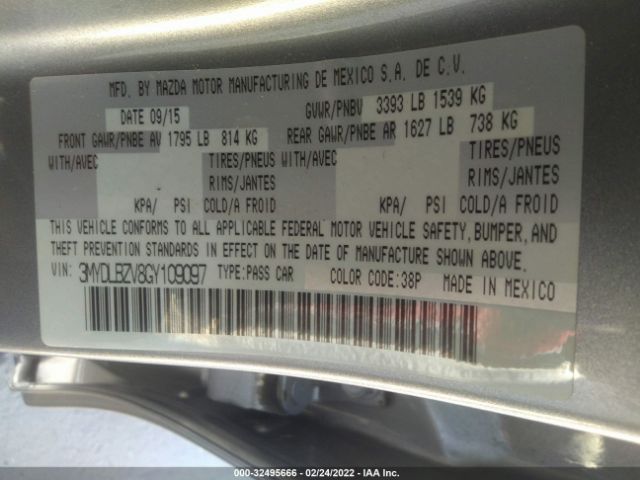 MFD. BY MAZDA MOTOR MANUFACTURING DE MEXICO S.A. DE C.V.
DATE 09/15 GVWR/PNBV 3393 LB 1539 KG
FRONT GAWR/PNBE AV 1795 LB 814 KG REAR GAWR/PNBE AR 1627 LB 738 KG
WITH/AVEC TIRES/PNEUS WITH/AVEC TIRES/PNEUS
RIMS/JANTES RIMS/JANTES
KPA/ PSI COLD/A FROID KPA/ PSI COLD/A FROID
THIS VEHICLE CONFORMS TO ALL APPLICABLE FEDERAL MOTOR VEHICLE SAFETY, BUMPER, AND
THEFT PREVENTION STANDARDS IN EFFECT ON THE DATE OF MANUFACTURE SHOWN ABOVE.
VIN: 3MYDLBZV8GY109097 TYPE:PASS CAR COLOR CODE:38P MADE IN MEXICO
000-32495666 - 02/24/2022 - IAA Inc.